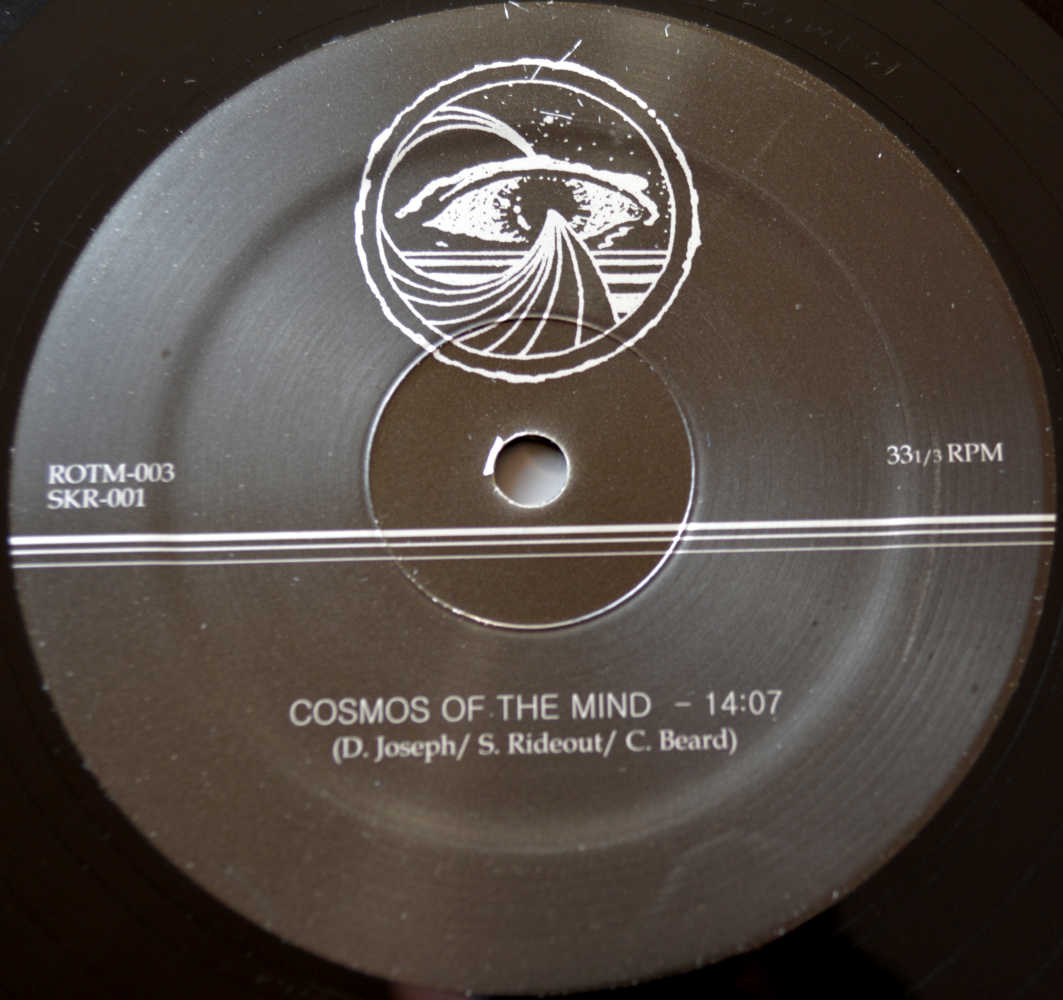 ROTM-003
SKR-001
33 1/3 RPM
COSMOS OF THE MIND - 14:07
(D. Joseph/ S. Rideout/ C. Beard)